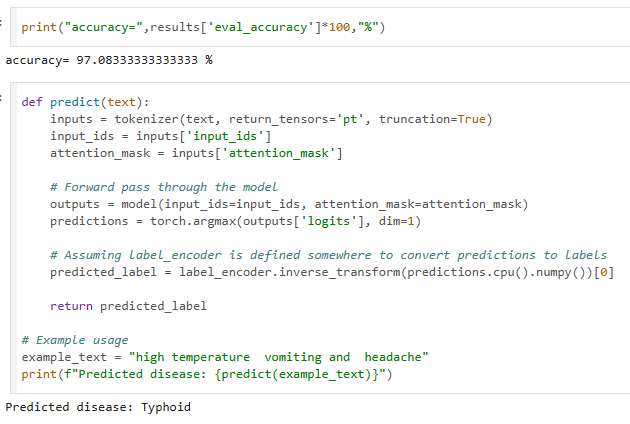 print("accuracy=",results['eval_accuracy']*100,"%")
accuracy= 97.08333333333333 %
def predict(text):
    inputs = tokenizer(text, return_tensors='pt', truncation=True)
    input_ids = inputs['input_ids']
    attention_mask = inputs['attention_mask']

    # Forward pass through the model
    outputs = model(input_ids=input_ids, attention_mask=attention_mask)
    predictions = torch.argmax(outputs['logits'], dim=1)

    # Assuming label_encoder is defined somewhere to convert predictions to labels
    predicted_label = label_encoder.inverse_transform(predictions.cpu().numpy())[0]

    return predicted_label

# Example usage
example_text = "high temperature  vomiting and  headache"
print(f"Predicted disease: {predict(example_text)}")
Predicted disease: Typhoid